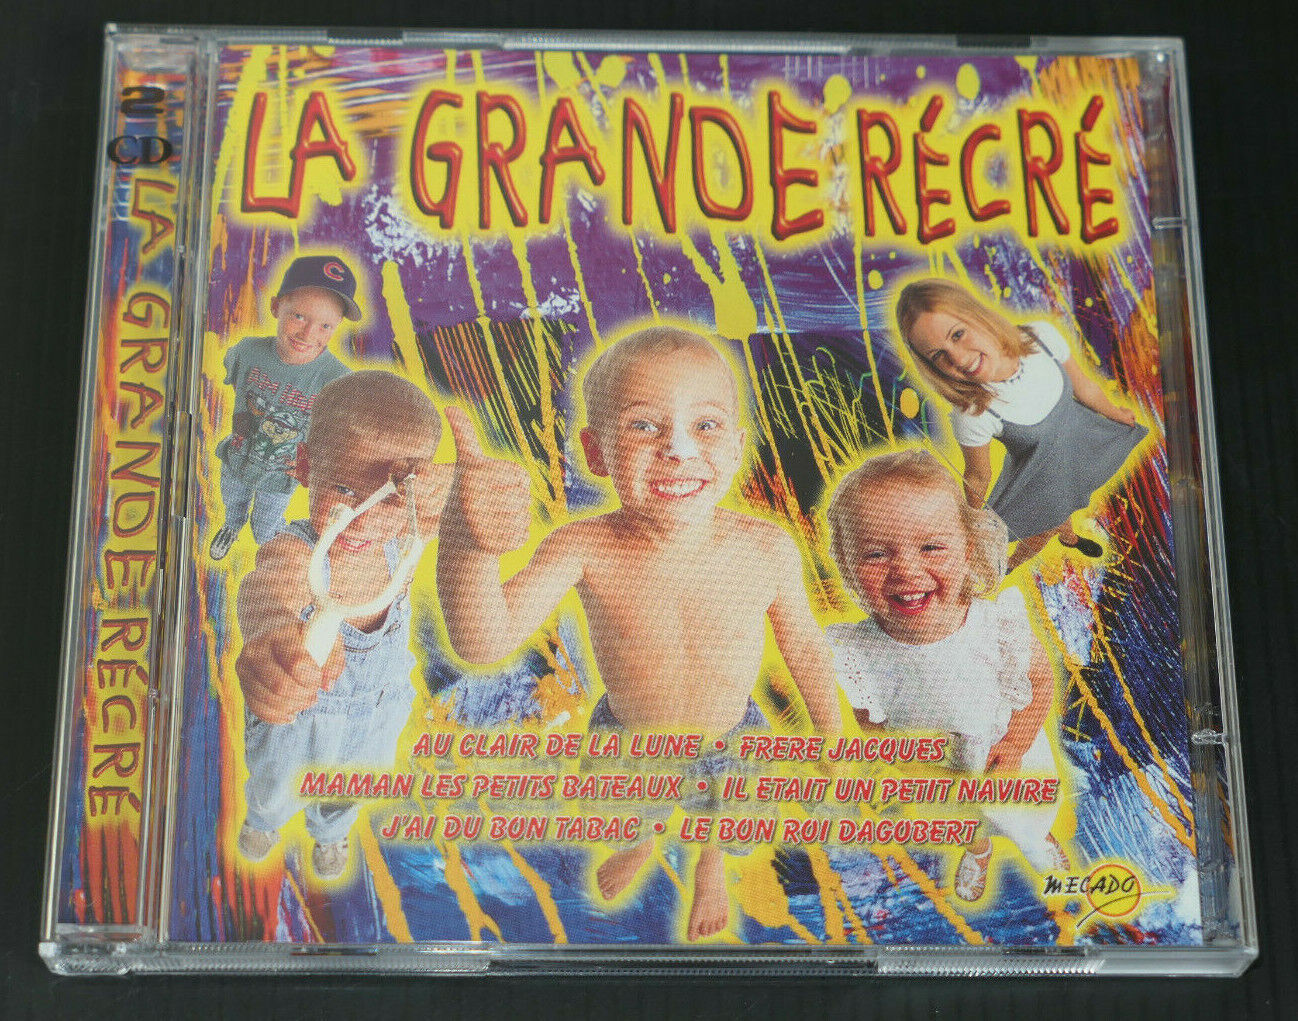 LA GRANDE RÉCRÉ
2
CD
LA GRANDE RÉCRÉ
C
AU CLAIR DE LA LUNE • FRERE JACQUES
MAMAN LES PETITS BATEAUX • IL ETAIT UN PETIT NAVIRE
J'AI DU BON TABAC • LE BON ROI DAGOBERT
MECADO